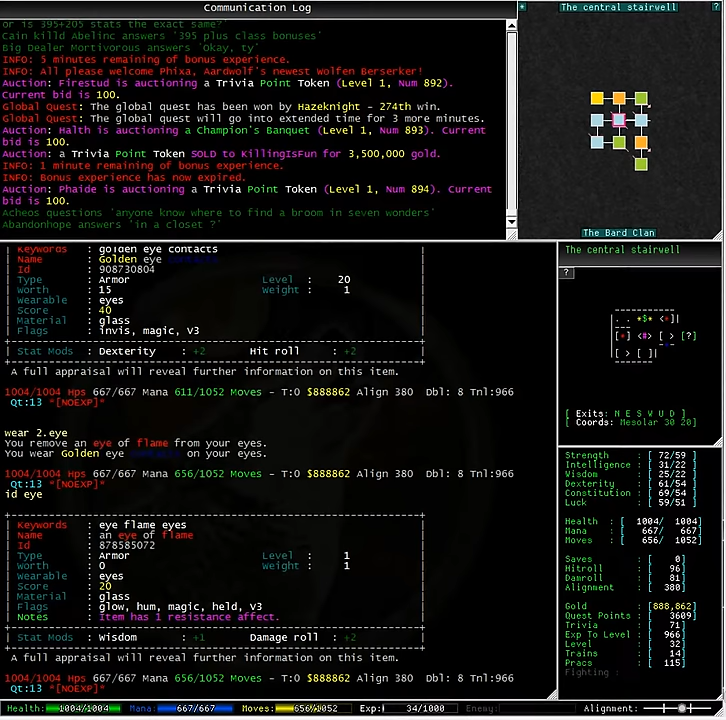 Communication Log
or is 395+205 stats the exact same?'
Cain killd Abelinc answers '395 plus class bonuses'
Big Dealer Mortivorous answers 'Okay, ty'
INFO: 5 minutes remaining of bonus experience.
INFO: All please welcome Phixa, Aardwolf's newest Wolfen Berserker!
Auction: Firestud is auctioning a Trivia Point Token (Level 1, Num 892).
Current bid is 100.
Global Quest: The global quest has been won by Hazeknight - 274th win.
Global Quest: The global quest will go into extended time for 3 more minutes.
Auction: Halth is auctioning a Champion's Banquet (Level 1, Num 893). Current
bid is 100.
Auction: a Trivia Point Token SOLD to KillingIsFun for 3,500,000 gold.
INFO: 1 minute remaining of bonus experience.
INFO: Bonus experience has now expired.
Auction: Phaide is auctioning a Trivia Point Token (Level 1, Num 894). Current
bid is 100.
Acheos questions 'anyone know where to find a broom in seven wonders'
Abandonhope answers 'in a closet ?'
* The central stairwell ?
The Bard Clan
| Keywords : golden eye contacts |
| Name : Golden eye contacts |
| Id : 908730804 |
| Type : Armor Level : 20 |
| Worth : 15 Weight : 1 |
| Wearable : eyes |
| Score : 40 |
| Material : glass |
| Flags : invis, magic, v3 |
| Stat Mods : Dexterity : +2 Hit roll : +2 |
A full appraisal will reveal further information on this item.
1004/1004 Hps 667/667 Mana 611/1052 Moves - T:0 $888862 Align 380 Dbl: 8 Tnl:966
Qt:13 *[NOEXP]*
wear 2.eye
You remove an eye of flame from your eyes.
You wear Golden eye contacts on your eyes.
1004/1004 Hps 667/667 Mana 656/1052 Moves - T:0 $888862 Align 380 Dbl: 8 Tnl:966
Qt:13 *[NOEXP]*
id eye
| Keywords : eye flame eyes |
| Name : an eye of flame |
| Id : 878585072 |
| Type : Armor Level : 1 |
| Worth : 0 Weight : 1 |
| Wearable : eyes |
| Score : 20 |
| Material : glass |
| Flags : glow, hum, magic, held, v3 |
| Notes : Item has 1 resistance affect. |
| Stat Mods : Wisdom : +1 Damage roll : +2 |
A full appraisal will reveal further information on this item.
1004/1004 Hps 667/667 Mana 656/1052 Moves - T:0 $888862 Align 380 Dbl: 8 Tnl:966
Qt:13 *[NOEXP]*
The central stairwell
?
[ Exits: N E S W U D ]
[ Coords: Mesolar 30 20]
Strength : [ 72/59 ]
Intelligence : [ 31/22 ]
Wisdom : [ 25/22 ]
Dexterity : [ 61/54 ]
Constitution : [ 69/54 ]
Luck : [ 59/51 ]
Health : [ 1004/ 1004 ]
Mana : [ 667/ 667 ]
Moves : [ 656/ 1052 ]
Saves : [ 0]
Hitroll : [ 96]
Damroll : [ 81]
Alignment : [ 380]
Gold [888,862]
Quest Points [ 3609]
Trivia [ 71]
Exp To Level [ 966]
Level [ 32]
Trains [ 14]
Pracs [ 115]
Fighting :
Health: 1004/1004 Mana: 667/667 Moves: 656/1052 Exp: 34/1000 Enemy: Alignment: